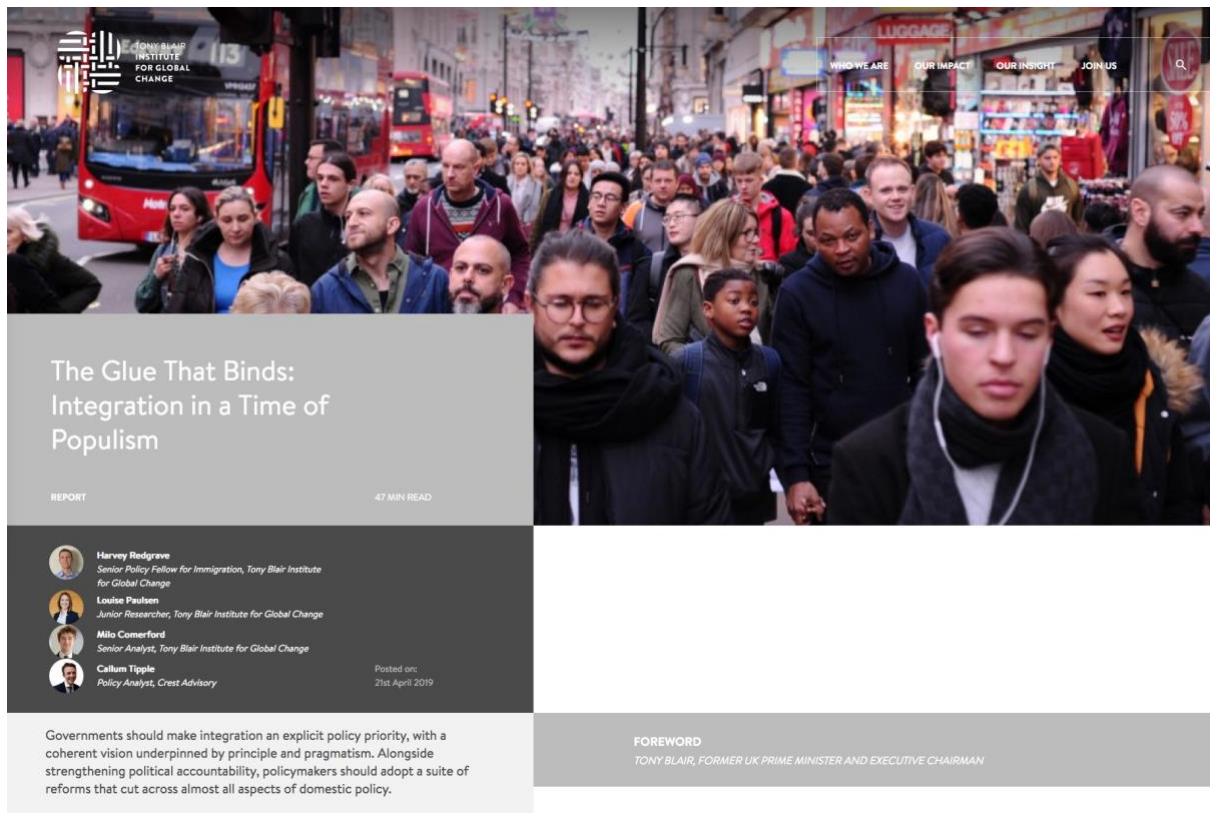 TONY BLAIR
INSTITUTE
FOR GLOBAL
CHANGE
113
LUGGAGE
SALE
50%
WHO WE ARE
OUR IMPACT
OUR INSIGHT
JOIN US
The Glue That Binds:
Integration in a Time of
Populism
REPORT
47 MIN READ
Harvey Redgrave
Senior Policy Fellow for Immigration, Tony Blair Institute
for Global Change
Louise Paulsen
Junior Researcher, Tony Blair Institute for Global Change
Milo Comerford
Senior Analyst, Tony Blair Institute for Global Change
Callum Tipple
Policy Analyst, Crest Advisory
Posted on:
21st April 2019
Governments should make integration an explicit policy priority, with a
coherent vision underpinned by principle and pragmatism. Alongside
strengthening political accountability, policymakers should adopt a suite of
reforms that cut across almost all aspects of domestic policy.
FOREWORD
TONY BLAIR, FORMER UK PRIME MINISTER AND EXECUTIVE CHAIRMAN